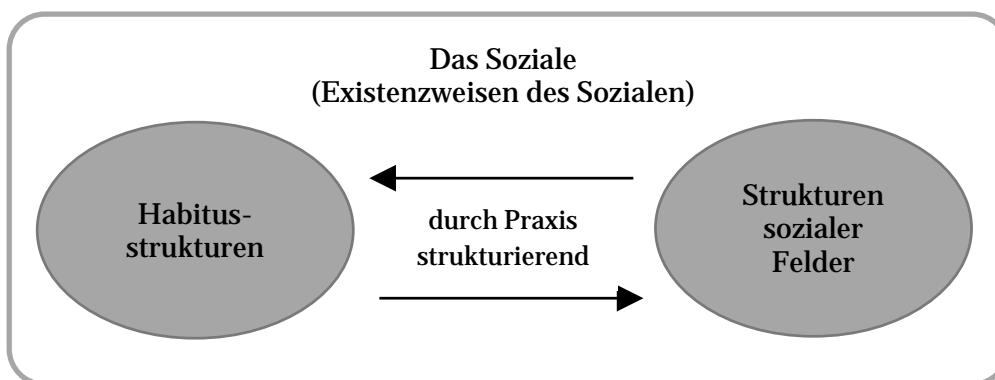 Das Soziale
(Existenzweisen des Sozialen)
Habitus-
strukturen
durch Praxis
strukturierend
Strukturen
sozialer
Felder